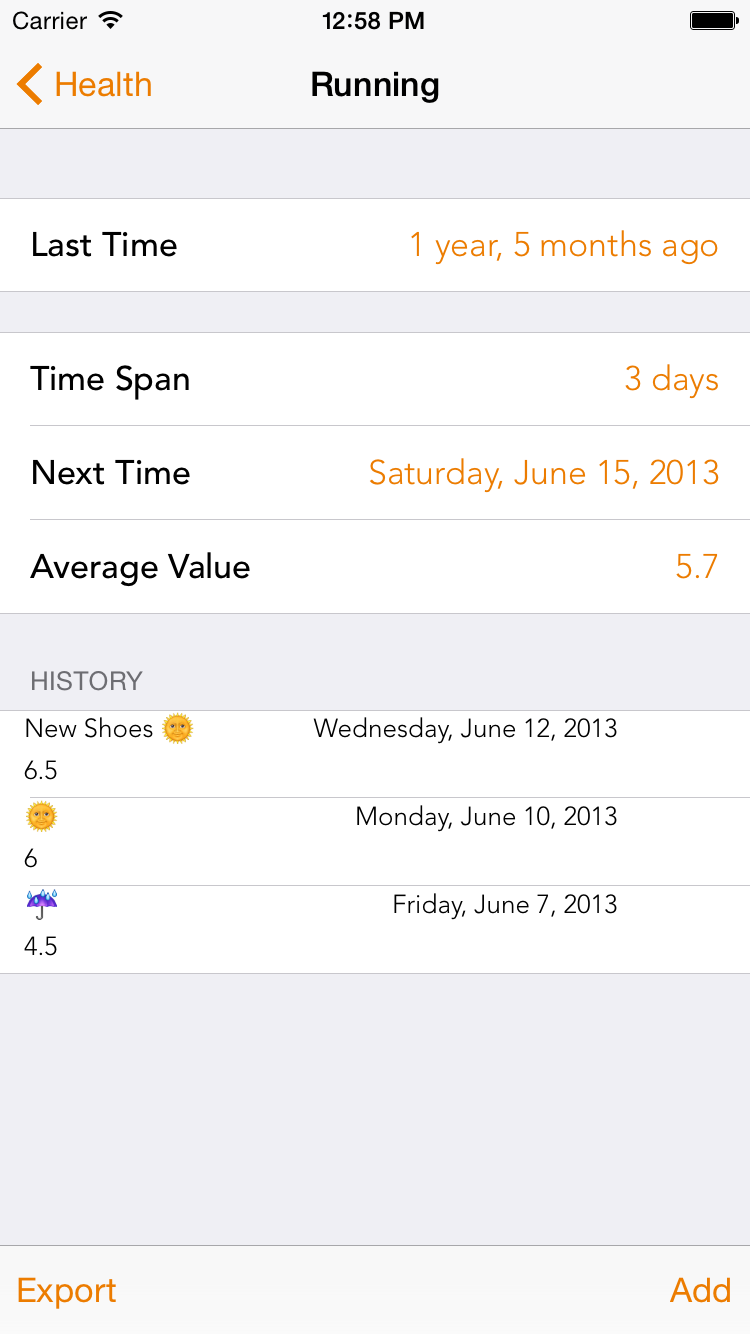 Carrier 12:58 PM
Health Running
Last Time 1 year, 5 months ago
Time Span 3 days
Next Time Saturday, June 15, 2013
Average Value 5.7
HISTORY
New Shoes 🌞 Wednesday, June 12, 2013
6.5
🌞 Monday, June 10, 2013
6
☔ Friday, June 7, 2013
4.5
Export Add